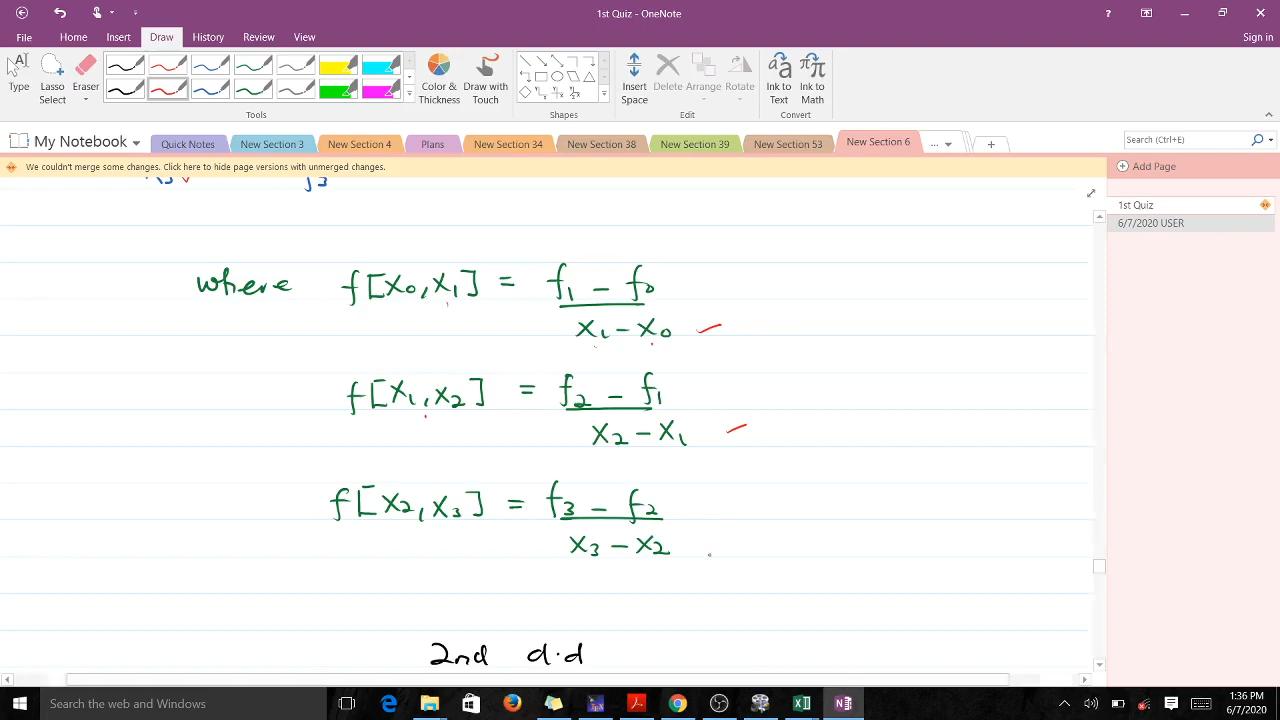 1st Quiz - OneNote
File Home Insert Draw History Review View Sign in
Type Lasso Select Eraser Color & Thickness Draw with Touch Insert Space Delete Arrange Rotate Ink to Text Ink to Math
Tools Shapes Edit Convert
My Notebook Quick Notes New Section 3 New Section 4 Plans New Section 34 New Section 38 New Section 39 New Section 53 New Section 6 ... Search (Ctrl+E)
We couldn't merge some changes. Click here to hide page versions with unmerged changes.
Add Page
1st Quiz
6/7/2020 USER
where f[x0,x1] = f1 - f0
x1 - x0
f[x1,x2] = f2 - f1
x2 - x1
f[x2,x3] = f3 - f2
x3 - x2
2nd d.d
Search the web and Windows
1:36 PM
6/7/2020